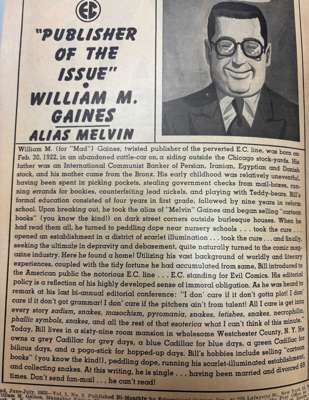 EC
"PUBLISHER
OF THE
ISSUE"
WILLIAM M.
GAINES
ALIAS MELVIN
William M. (for "Mad") Gaines, twisted publisher of the perverted E.C. line, was born on
Feb. 30, 1922, in an abandoned cattle-car on a siding outside the Chicago stock-yards. His
father was an International Communist Banker of Persian, Iranian, Egyptian and Jewish
stock, and his mother came from the Bronx. His early childhood was relatively uneventful,
having been spent in picking pockets, stealing government checks from mail-boxes, run-
ning errands for bookies, counterfeiting lead nickels, and playing with Teddy-bears. Bill's
formal education consisted of four years in first grade, followed by nine years in reform
school. Upon breaking out, he took the alias of "Melvin" and began selling "cartoon
books" (you know the kind!) on dark street corners outside burlesque houses. When he
had read them all, he turned to peddling dope near nursery schools . . . took the cure . . .
opened an establishment in a district of scarlet illumination . . . took the cure . . . and finally,
seeking the ultimate in depravity and debasement, quite naturally turned to the comic mag-
azine industry. Here he found a home! Utilizing his vast background of worldly and literary
experiences, coupled with the tidy fortune he had accumulated from same, Bill introduced to
the American public the notorious E.C. line . . . E.C. standing for Evil Comics. His editorial
policy is a reflection of his highly developed sense of immoral obligation. As he was heard to
remark at his last bi-annual editorial conference: "I don' care if it don't gotta plot! I don'
care if it don't got grammar! I don' care if the pitchers ain't from talent! All I care is get into
every story sadism, snakes, masochism, pyromania, snakes, fetishes, snakes, necrophilia,
phallic symbols, snakes, and all the rest of that esoterica what I can't think of this minute."
Today, Bill lives in a sixty-nine room mansion in wholesome Westchester County, N. Y. He
owns a grey Cadillac for grey days, a blue Cadillac for blue days, a green Cadillac for
bilious days, and a pogo-stick for hopped-up days. Bill's hobbies include selling "cartoon
books" (you know the kind!), peddling dope, running his scarlet-illuminated establishment,
and collecting snakes. At this writing, he is single . . . having been married and divorced
times. Don't send fan-mail . . . he can't read!